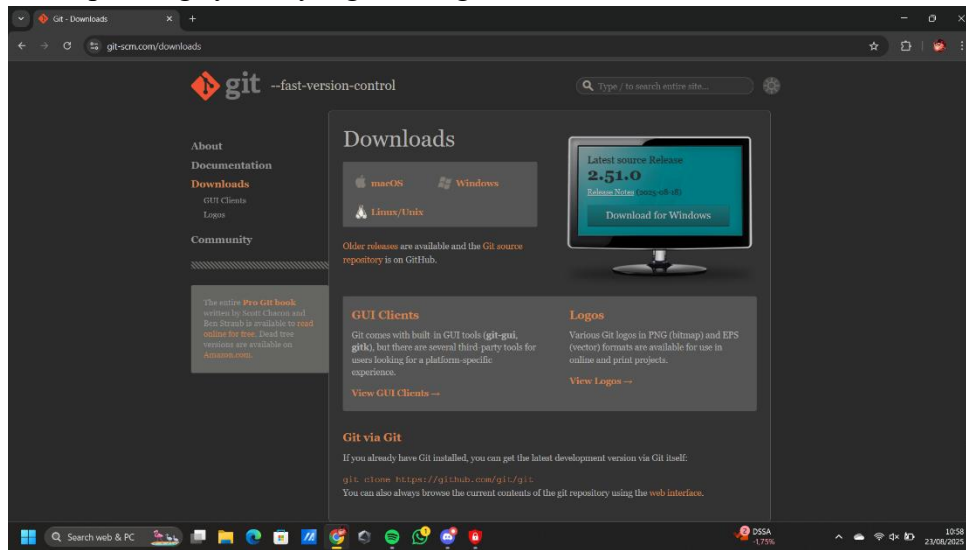 Git - Downloads
git-scm.com/downloads
git --fast-version-control
Type / to search entire site...
About
Documentation
Downloads
GUI Clients
Logos
Community
The entire Pro Git book
written by Scott Chacon and
Ben Straub is available to read
online for free. Dead tree
versions are available on
Amazon.com.
Downloads
macOS
Windows
Linux/Unix
Older releases are available and the Git source
repository is on GitHub.
Latest source Release
2.51.0
Release Notes (2025-08-18)
Download for Windows
GUI Clients
Git comes with built-in GUI tools (git-gui,
gitk), but there are several third-party tools for
users looking for a platform-specific
experience.
View GUI Clients →
Logos
Various Git logos in PNG (bitmap) and EPS
(vector) formats are available for use in
online and print projects.
View Logos →
Git via Git
If you already have Git installed, you can get the latest development version via Git itself:
git clone https://github.com/git/git
You can also always browse the current contents of the git repository using the web interface.
Search web & PC
2
DSSA
-1,75%
10:58
23/08/2025